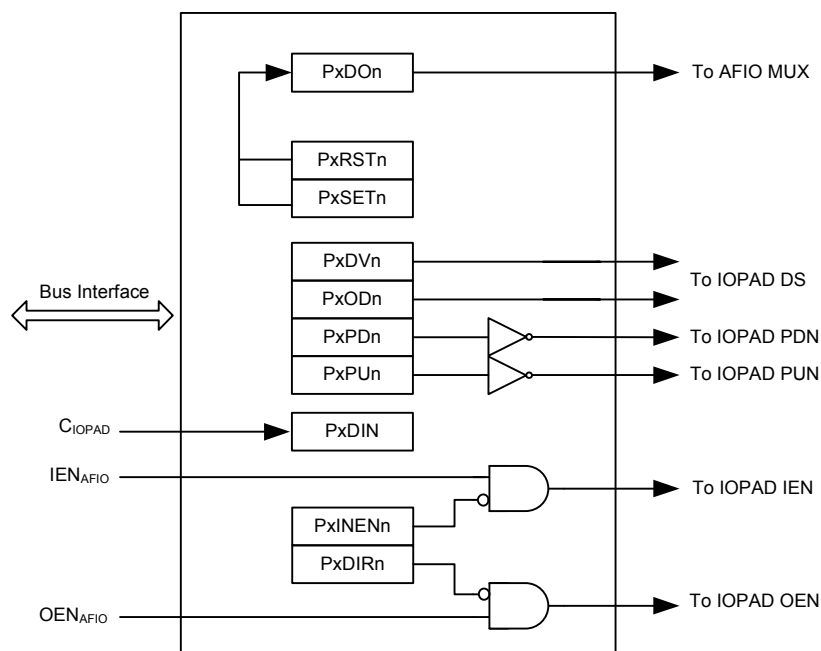 PxDOn
To AFIO MUX
PxRSTn
PxSETn
PxDVn
To IOPAD DS
Bus Interface
PxODn
PxPDn
To IOPAD PDN
PxPUn
To IOPAD PUN
CIOPAD
PxDIN
IENAFIO
To IOPAD IEN
PxINENn
PxDIRn
To IOPAD OEN
OENAFIO